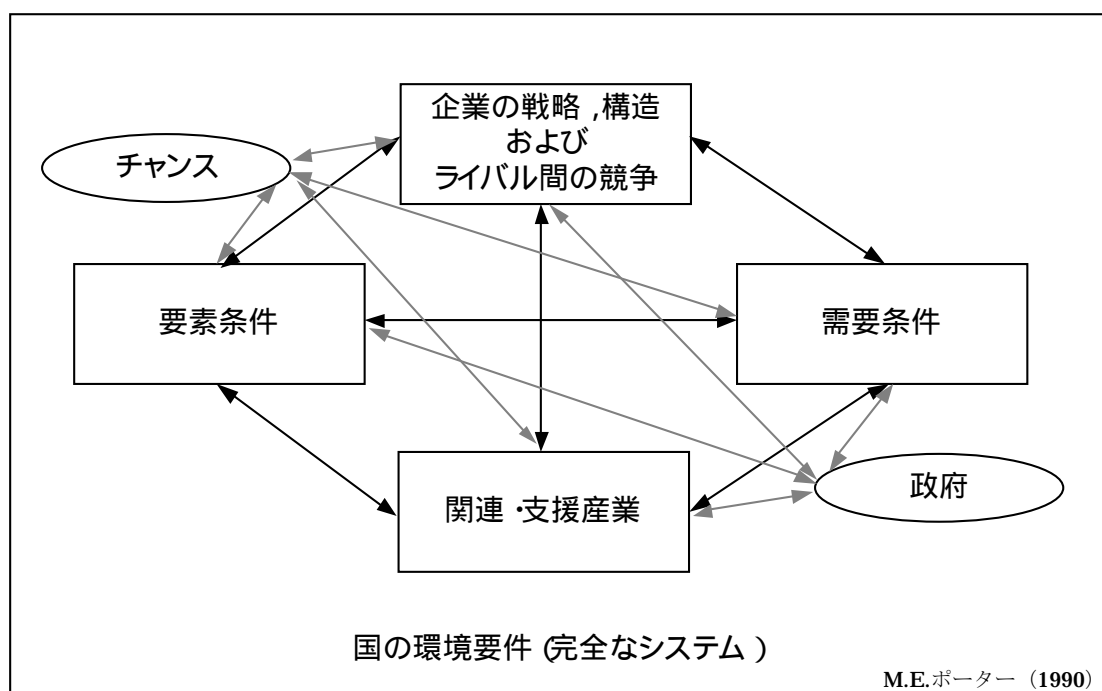 企業の戦略,構造
および
ライバル間の競争
チャンス
要素条件
需要条件
関連・支援産業
政府
国の環境要件(完全なシステム)
M.E.ポーター（1990）